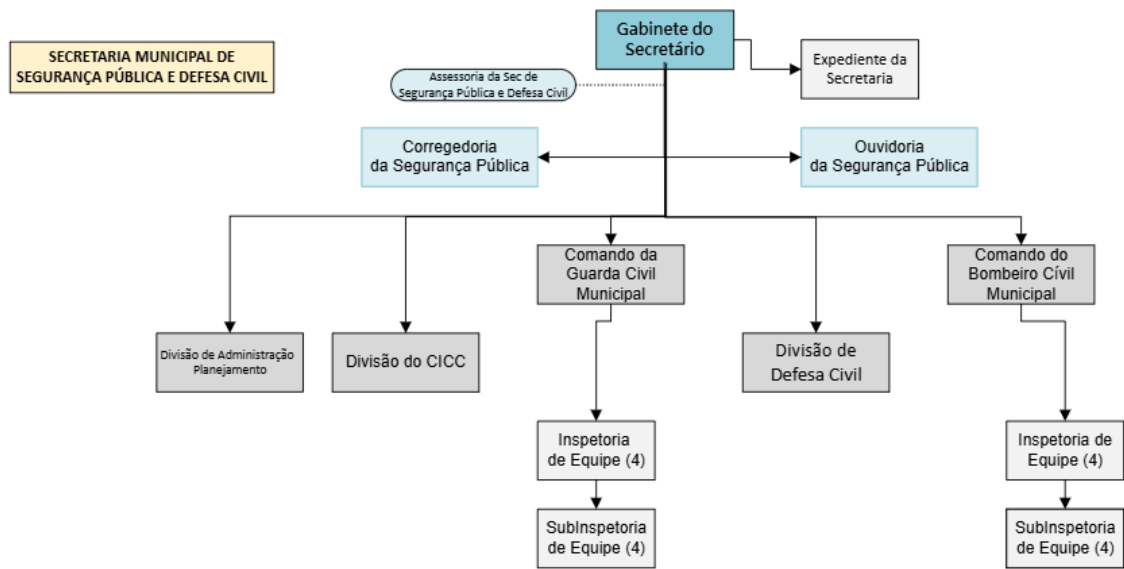 Gabinete do
Secretário
SECRETARIA MUNICIPAL DE
SEGURANÇA PÚBLICA E DEFESA CIVIL
Expediente da
Secretaria
Assessoria da Sec de
Segurança Pública e Defesa Civil
Corregedoria
da Segurança Pública
Ouvidoria
da Segurança Pública
Comando da
Guarda Civil
Municipal
Comando do
Bombeiro Cívil
Municipal
Divisão de Administração
Planejamento
Divisão do CICC
Divisão de
Defesa Civil
Inspetoria
de Equipe (4)
Inspetoria de
Equipe (4)
SubInspetoria
de Equipe (4)
SubInspetoria
de Equipe (4)